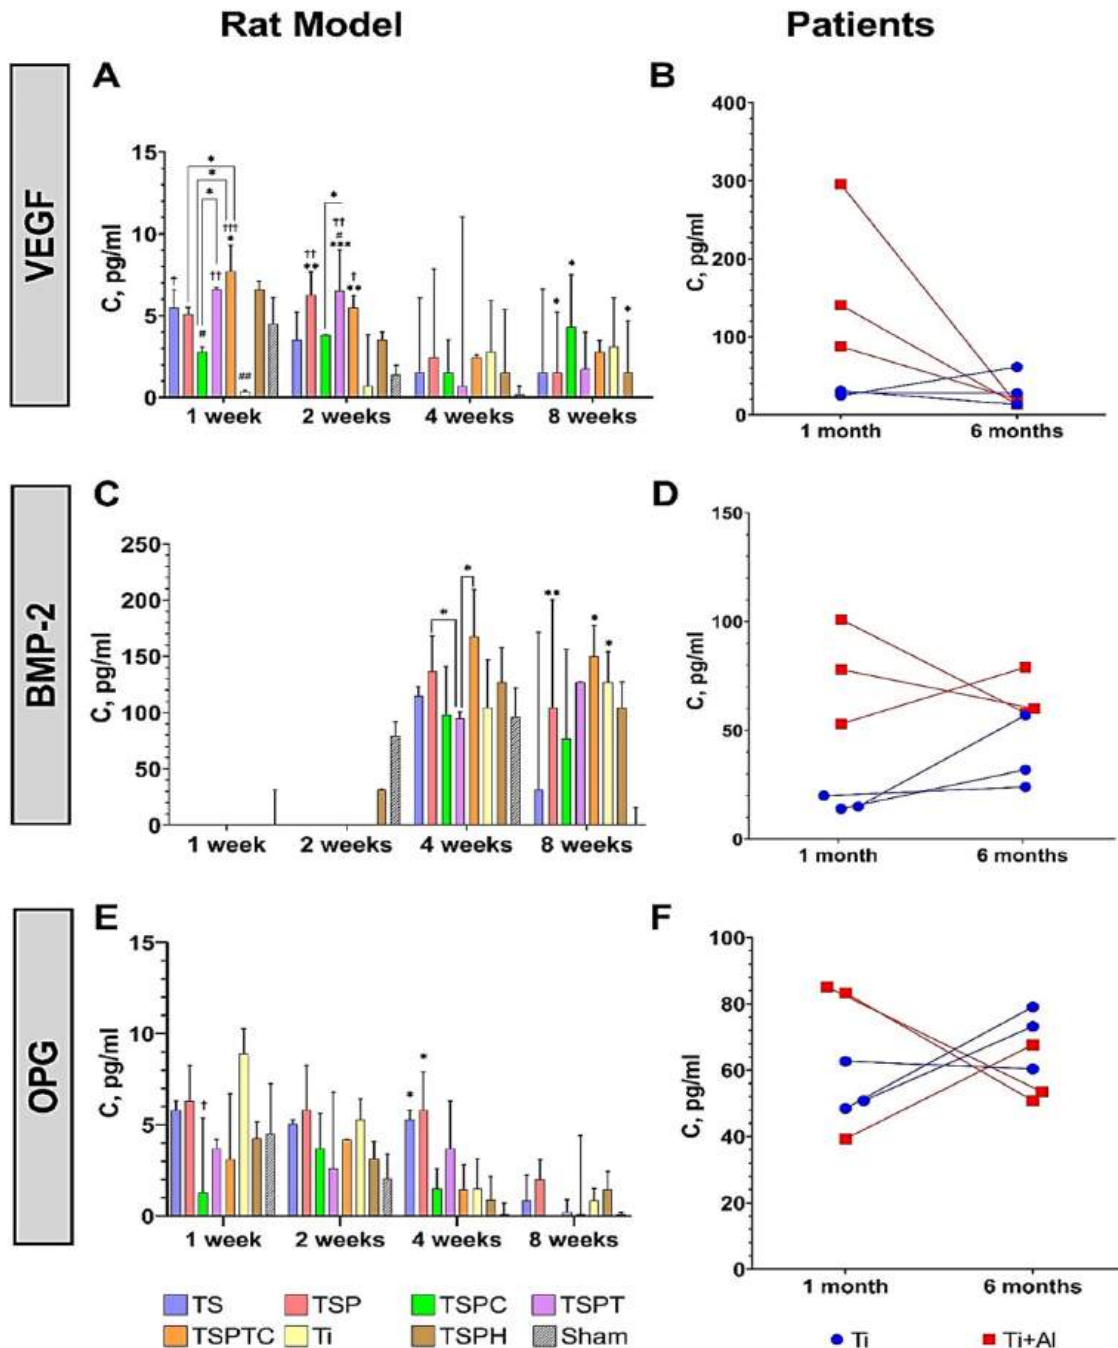 Rat Model
Patients
VEGF
A
C, pg/ml
15
10
5
0
*
*
*
†
#
††
†††
*
##
*
††
**
††
#
***
†
**
*
*
*
1 week
2 weeks
4 weeks
8 weeks
B
C, pg/ml
400
300
200
100
0
1 month
6 months
BMP-2
C
C, pg/ml
250
200
150
100
50
0
*
*
**
*
*
1 week
2 weeks
4 weeks
8 weeks
D
C, pg/ml
150
100
50
0
1 month
6 months
OPG
E
C, pg/ml
15
10
5
0
†
*
*
1 week
2 weeks
4 weeks
8 weeks
F
C, pg/ml
100
80
60
40
20
0
1 month
6 months
TS
TSP
TSPC
TSPT
TSPTC
Ti
TSPH
Sham
Ti
Ti+Al